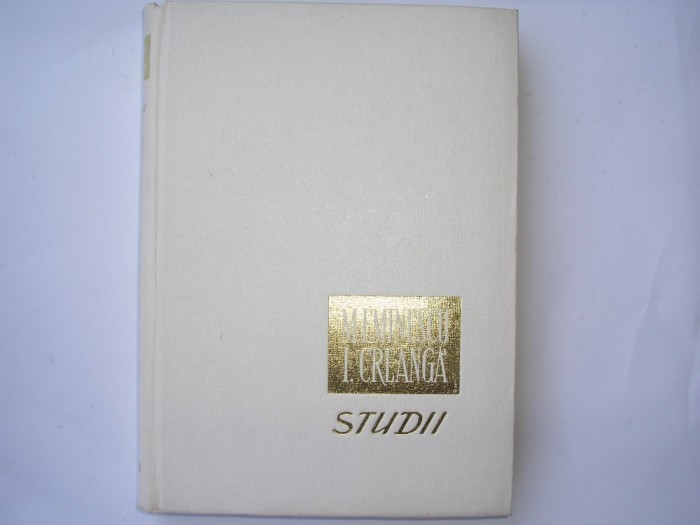 M. EMINESCU
I. CREANGĂ
STUDII